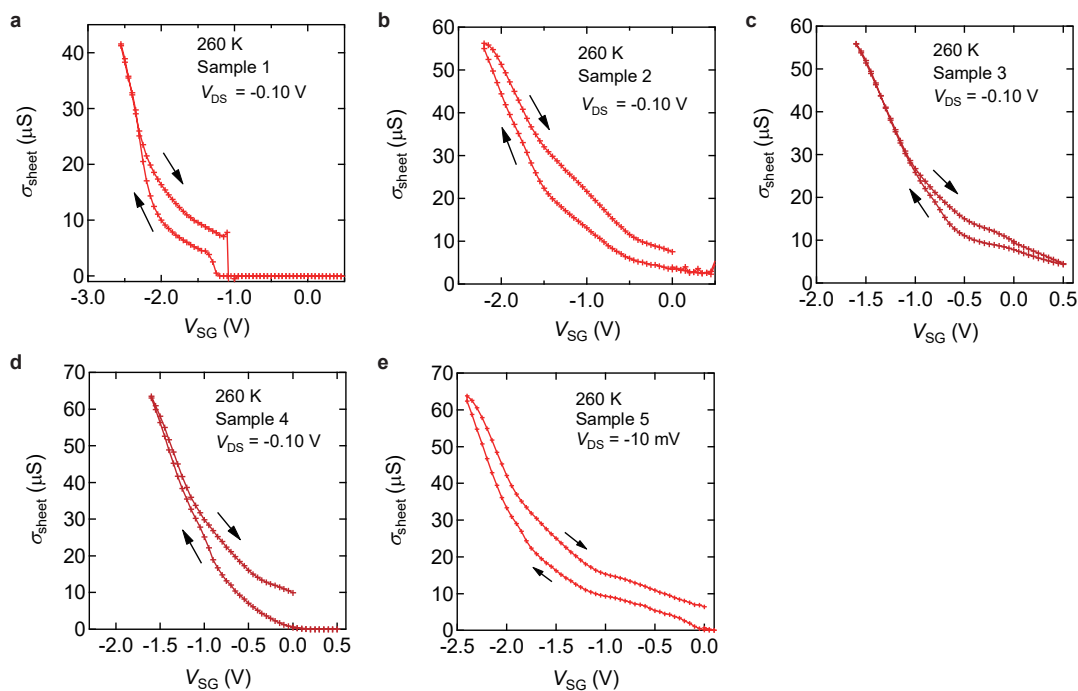 a
40
30
20
10
0
σsheet (μS)
260 K
Sample 1
VDS = -0.10 V
-3.0 -2.0 -1.0 0.0
VSG (V)
b
60
50
40
30
20
10
0
σsheet (μS)
260 K
Sample 2
VDS = -0.10 V
-2.0 -1.5 -1.0 -0.5 0.0
VSG (V)
c
60
50
40
30
20
10
0
σsheet (μS)
260 K
Sample 3
VDS = -0.10 V
-2.0 -1.5 -1.0 -0.5 0.0 0.5
VSG (V)
d
70
60
50
40
30
20
10
0
σsheet (μS)
260 K
Sample 4
VDS = -0.10 V
-2.0 -1.5 -1.0 -0.5 0.0 0.5
VSG (V)
e
70
60
50
40
30
20
10
0
σsheet (μS)
260 K
Sample 5
VDS = -10 mV
-2.5 -2.0 -1.5 -1.0 -0.5 0.0
VSG (V)